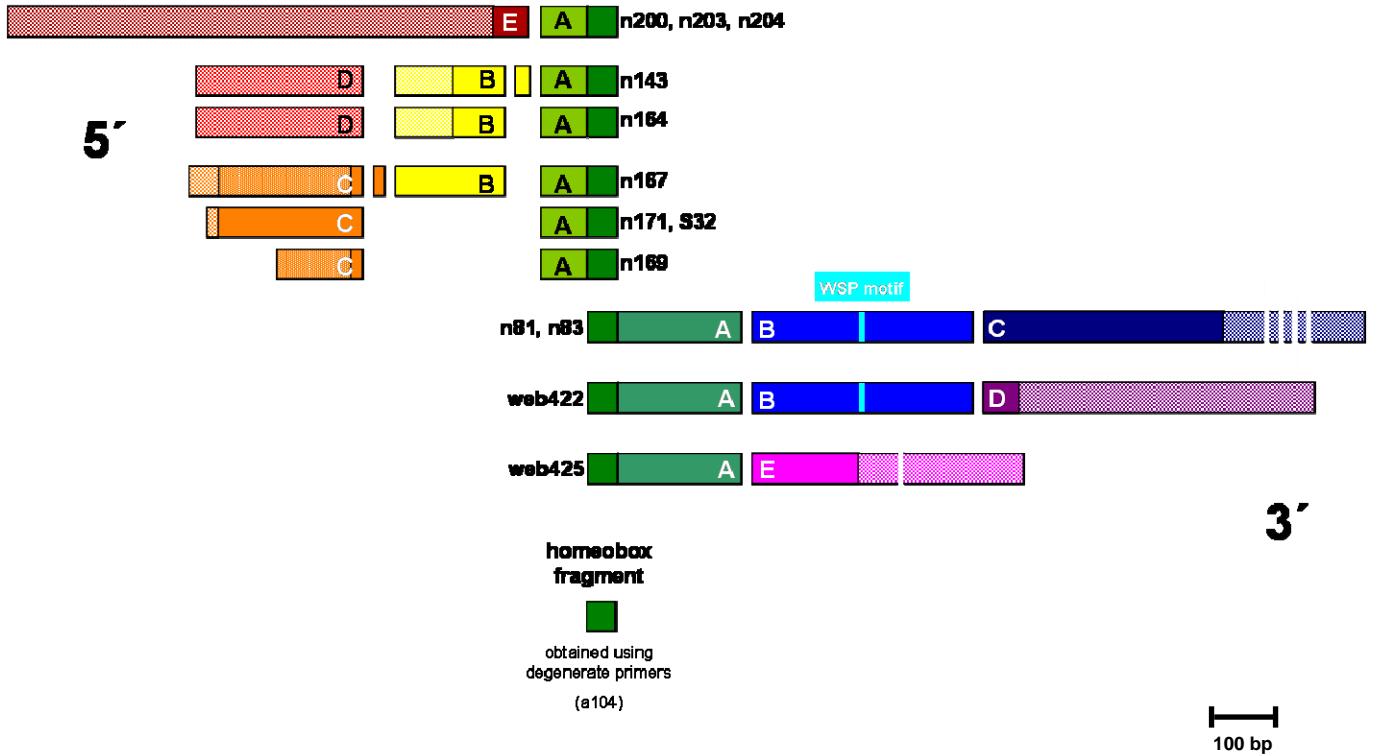 E A n200, n203, n204
D B A n143
5´
D B A n164
C B A n167
C A n171, S32
C A n169
WSP motif
n81, n83 A B C
web422 A B D
web425 A E
3´
homeobox
fragment
obtained using
degenerate primers
(a104)
100 bp